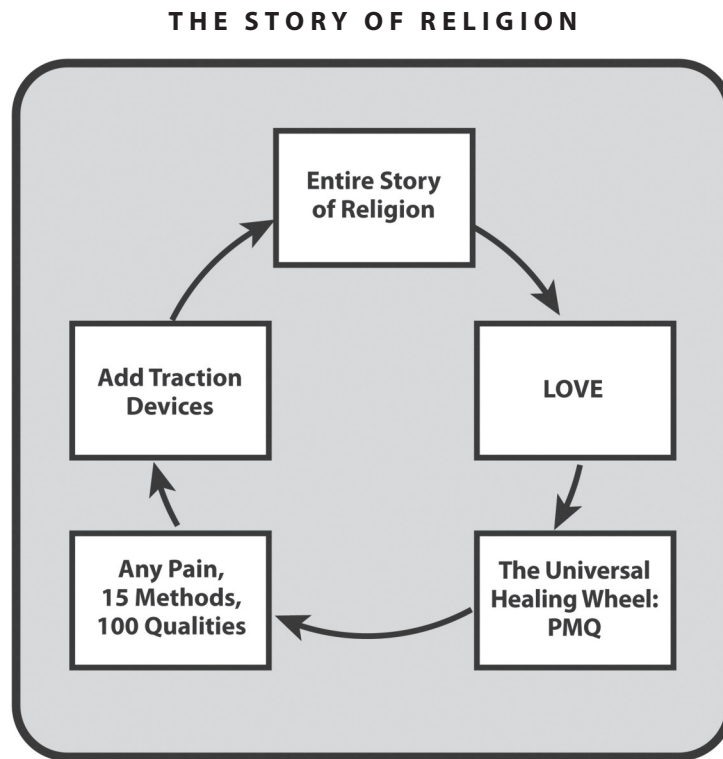 THE STORY OF RELIGION
Entire Story
of Religion
LOVE
The Universal
Healing Wheel:
PMQ
Any Pain,
15 Methods,
100 Qualities
Add Traction
Devices